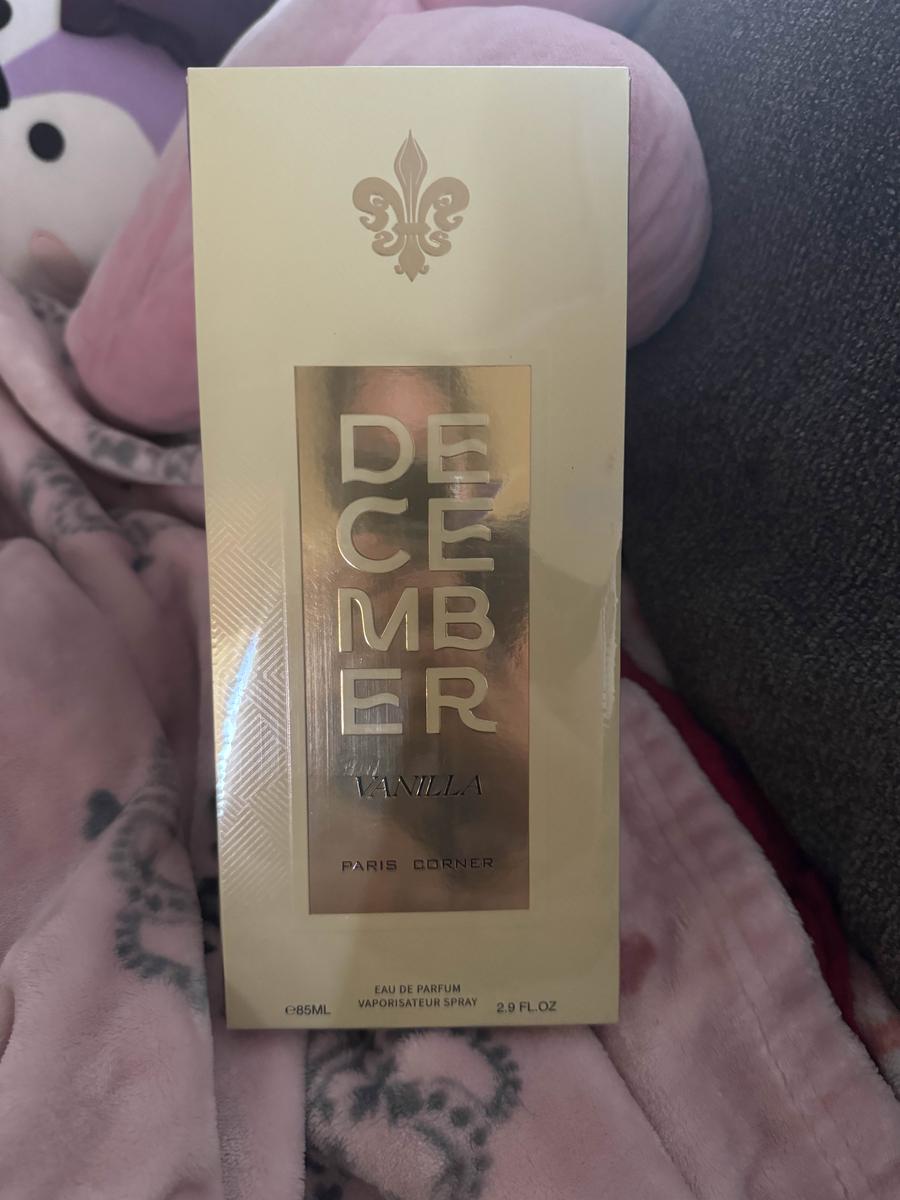 DE
CE
MB
ER
VANILLA
PARIS CORNER
EAU DE PARFUM
VAPORISATEUR SPRAY
℮85ML
2.9 FL.OZ